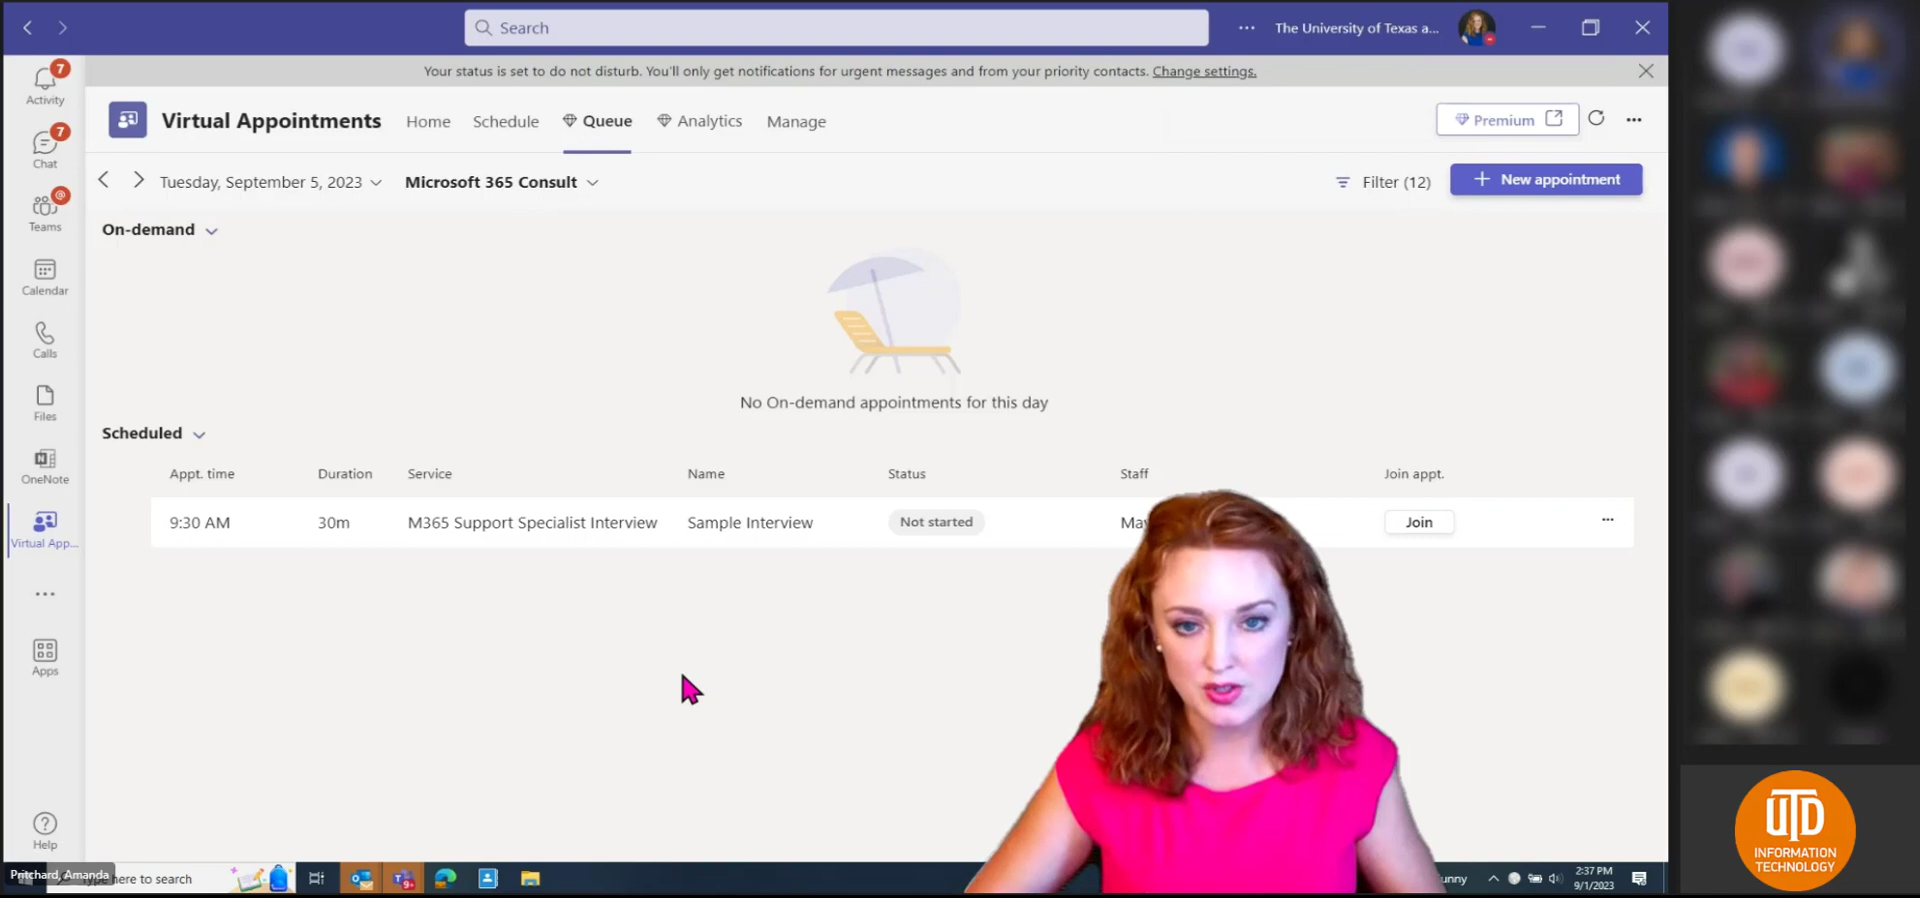 Search
The University of Texas a...
Your status is set to do not disturb. You'll only get notifications for urgent messages and from your priority contacts. Change settings.
7
Activity
7
Chat
@
Teams
Calendar
Calls
Files
OneNote
Virtual App...
Apps
Help
Virtual Appointments
Home
Schedule
Queue
Analytics
Manage
Premium
Tuesday, September 5, 2023
Microsoft 365 Consult
Filter (12)
+ New appointment
On-demand
No On-demand appointments for this day
Scheduled
Appt. time
Duration
Service
Name
Status
Staff
Join appt.
9:30 AM
30m
M365 Support Specialist Interview
Sample Interview
Not started
Join
Pritchard, Amanda
here to search
2:37 PM
9/1/2023
UTD
INFORMATION
TECHNOLOGY